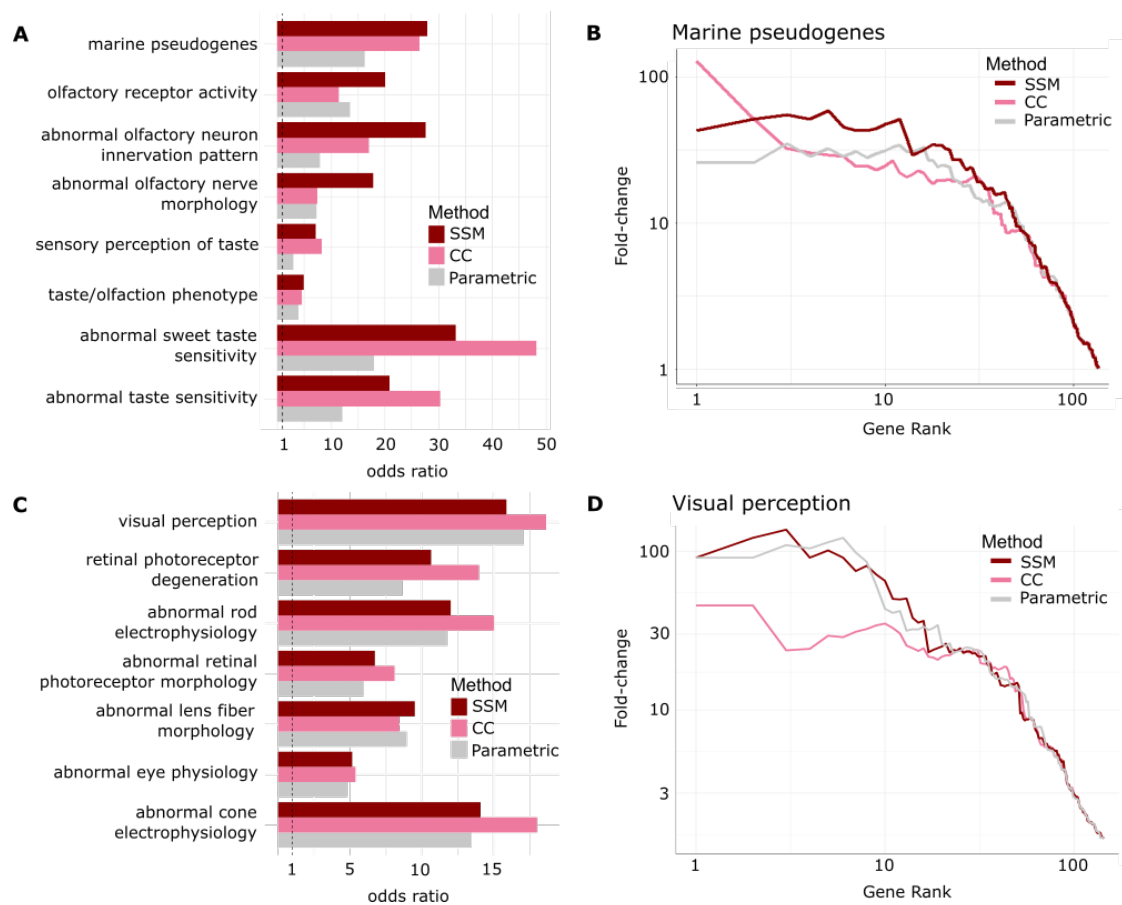 A
marine pseudogenes
olfactory receptor activity
abnormal olfactory neuron
innervation pattern
abnormal olfactory nerve
morphology
sensory perception of taste
taste/olfaction phenotype
abnormal sweet taste
sensitivity
abnormal taste sensitivity
Method
SSM
CC
Parametric
1 10 20 30 40 50
odds ratio
B
Marine pseudogenes
Method
SSM
CC
Parametric
Fold-change
100
10
1
1 10 100
Gene Rank
C
visual perception
retinal photoreceptor
degeneration
abnormal rod
electrophysiology
abnormal retinal
photoreceptor morphology
abnormal lens fiber
morphology
abnormal eye physiology
abnormal cone
electrophysiology
Method
SSM
CC
Parametric
1 5 10 15
odds ratio
D
Visual perception
Method
SSM
CC
Parametric
Fold-change
100
30
10
3
1 10 100
Gene Rank